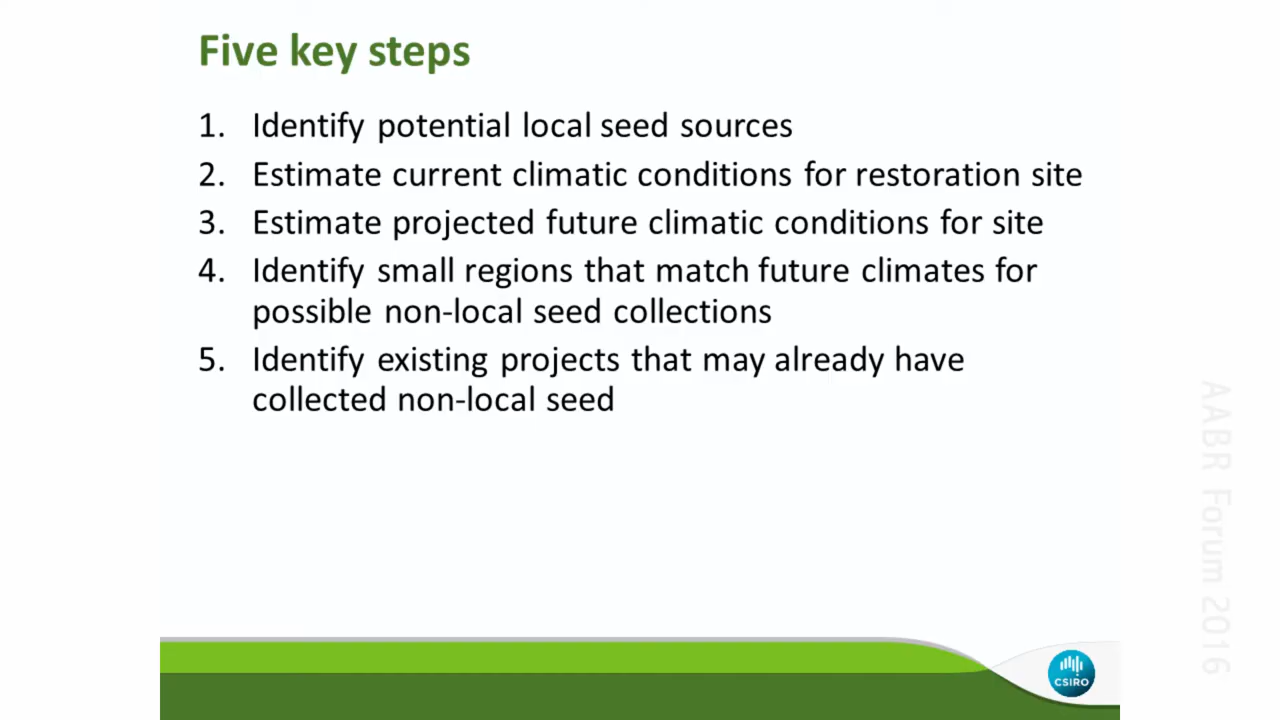 Five key steps
1. Identify potential local seed sources
2. Estimate current climatic conditions for restoration site
3. Estimate projected future climatic conditions for site
4. Identify small regions that match future climates for
possible non-local seed collections
5. Identify existing projects that may already have
collected non-local seed
AABR Forum 2016
CSIRO